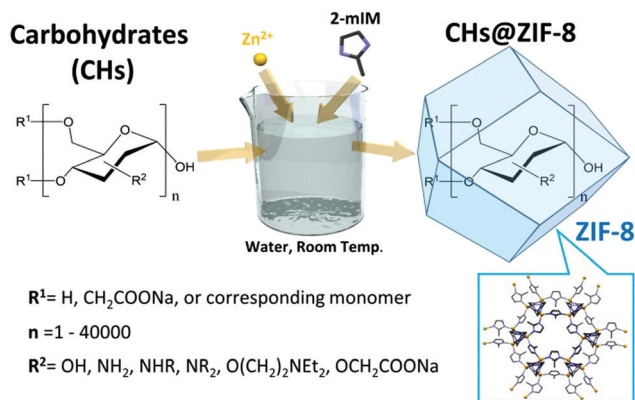 Carbohydrates
(CHs)
Zn²⁺
2-mIM
CHs@ZIF-8
R¹
O
O
R¹
O
R²
OH
n
R¹
O
O
R¹
O
R²
OH
n
ZIF-8
Water, Room Temp.
R¹= H, CH₂COONa, or corresponding monomer
n =1 - 40000
R²= OH, NH₂, NHR, NR₂, O(CH₂)₂NEt₂, OCH₂COONa